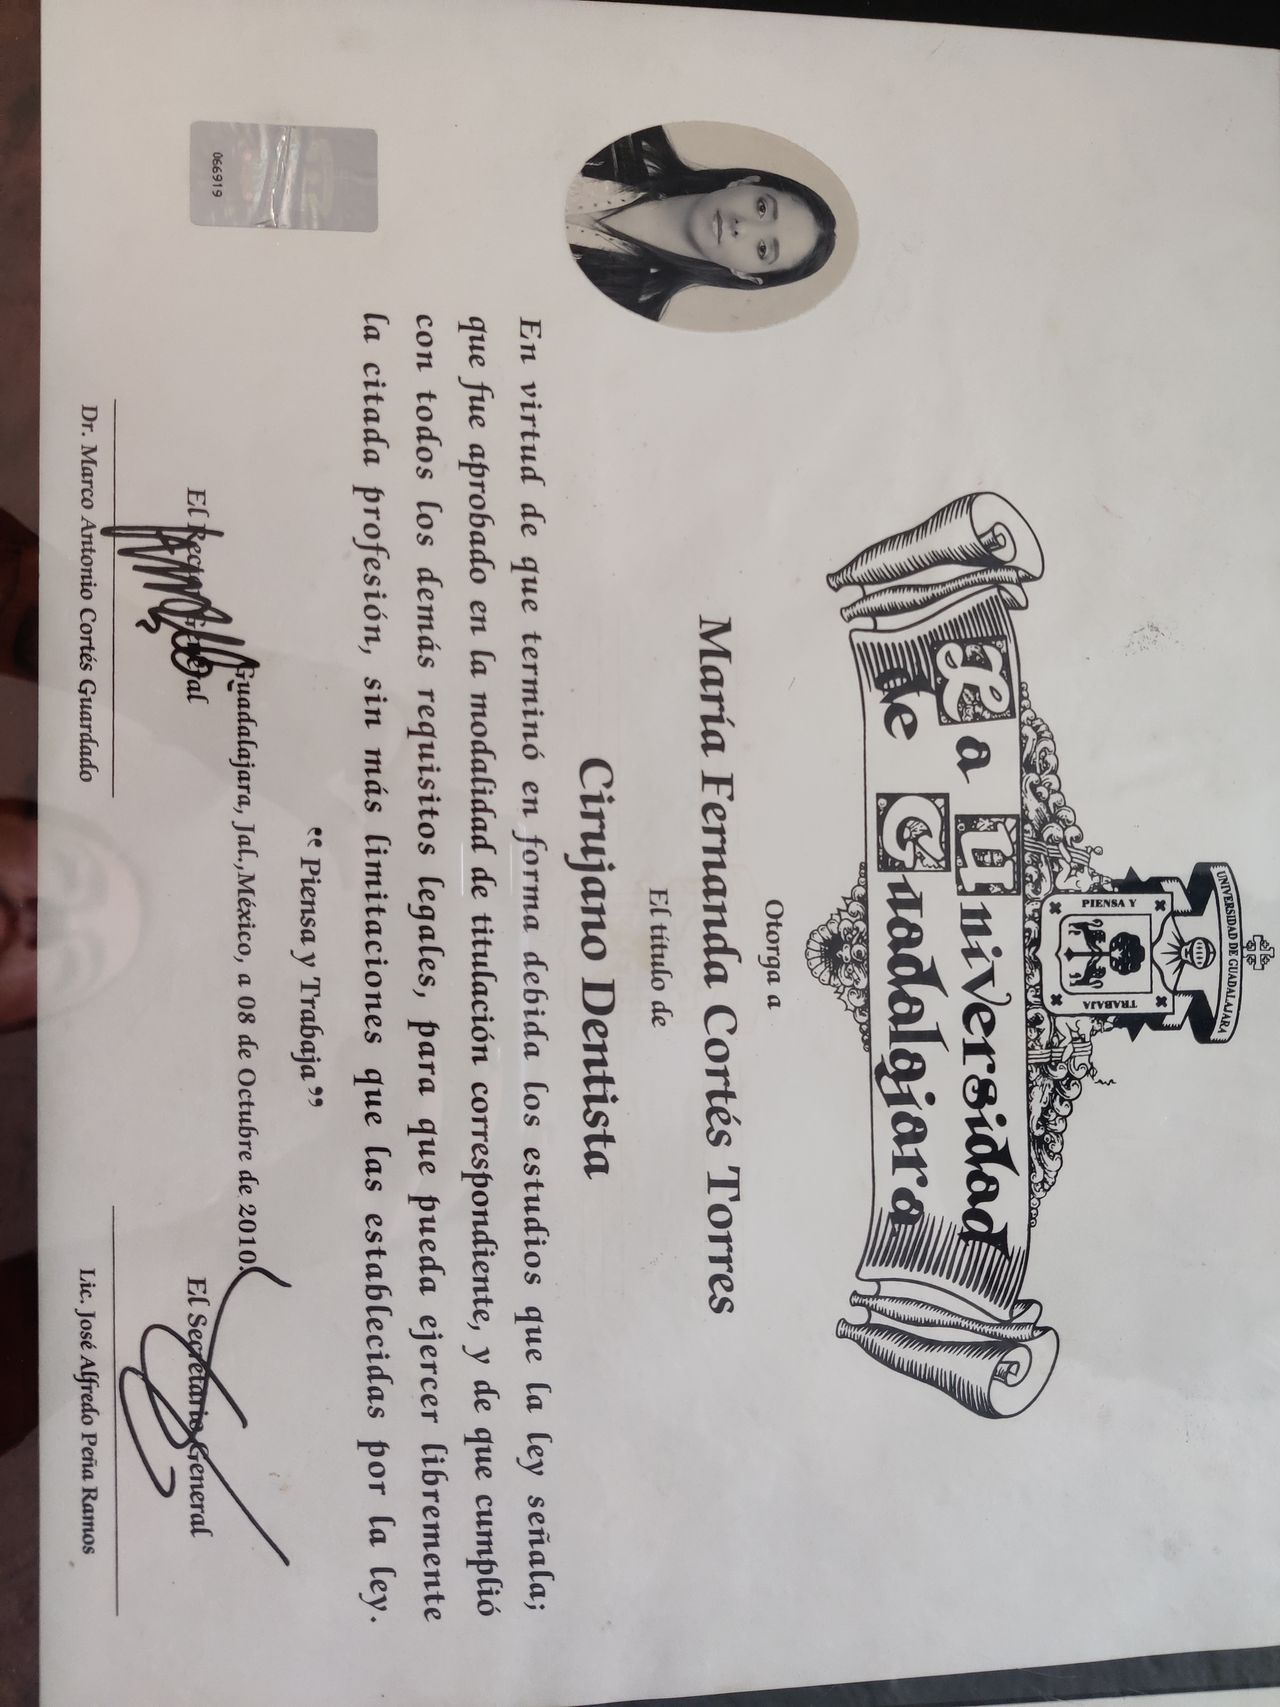 UNIVERSIDAD DE GUADALAJARA
PIENSA Y
TRABAJA
La Universidad
de Guadalajara
Otorga a
María Fernanda Cortés Torres
El título de
Cirujano Dentista
En virtud de que terminó en forma debida los estudios que la ley señala;
que fue aprobado en la modalidad de titulación correspondiente, y de que cumplió
con todos los demás requisitos legales, para que pueda ejercer libremente
la citada profesión, sin más limitaciones que las establecidas por la ley.
“ Piensa y Trabaja ”
Guadalajara, Jal.,México, a 08 de Octubre de 2010.
El Rector General
El Secretario General
Dr. Marco Antonio Cortés Guardado
Lic. José Alfredo Peña Ramos
066919